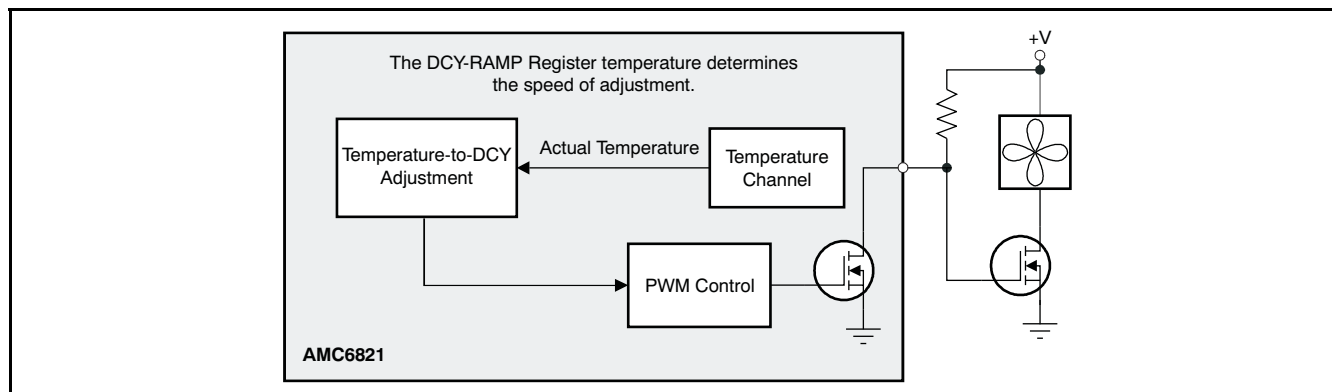 The DCY-RAMP Register temperature determines
the speed of adjustment.
+V
Temperature-to-DCY
Adjustment
Actual Temperature
Temperature
Channel
PWM Control
AMC6821